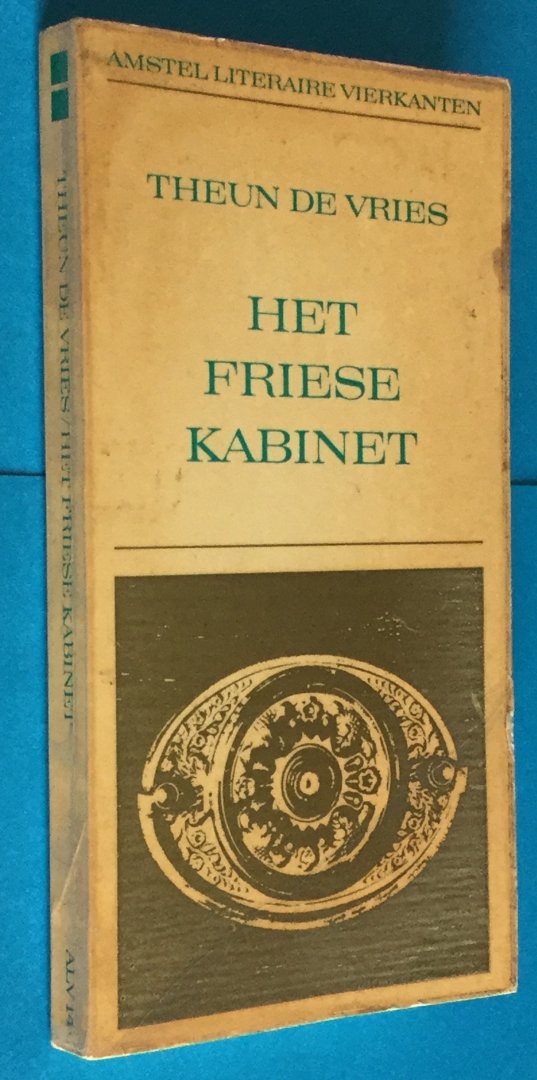 AMSTEL LITERAIRE VIERKANTEN
THEUN DE VRIES
HET
FRIESE
KABINET
THEUN DE VRIES/HET FRIESE KABINET
ALV 14